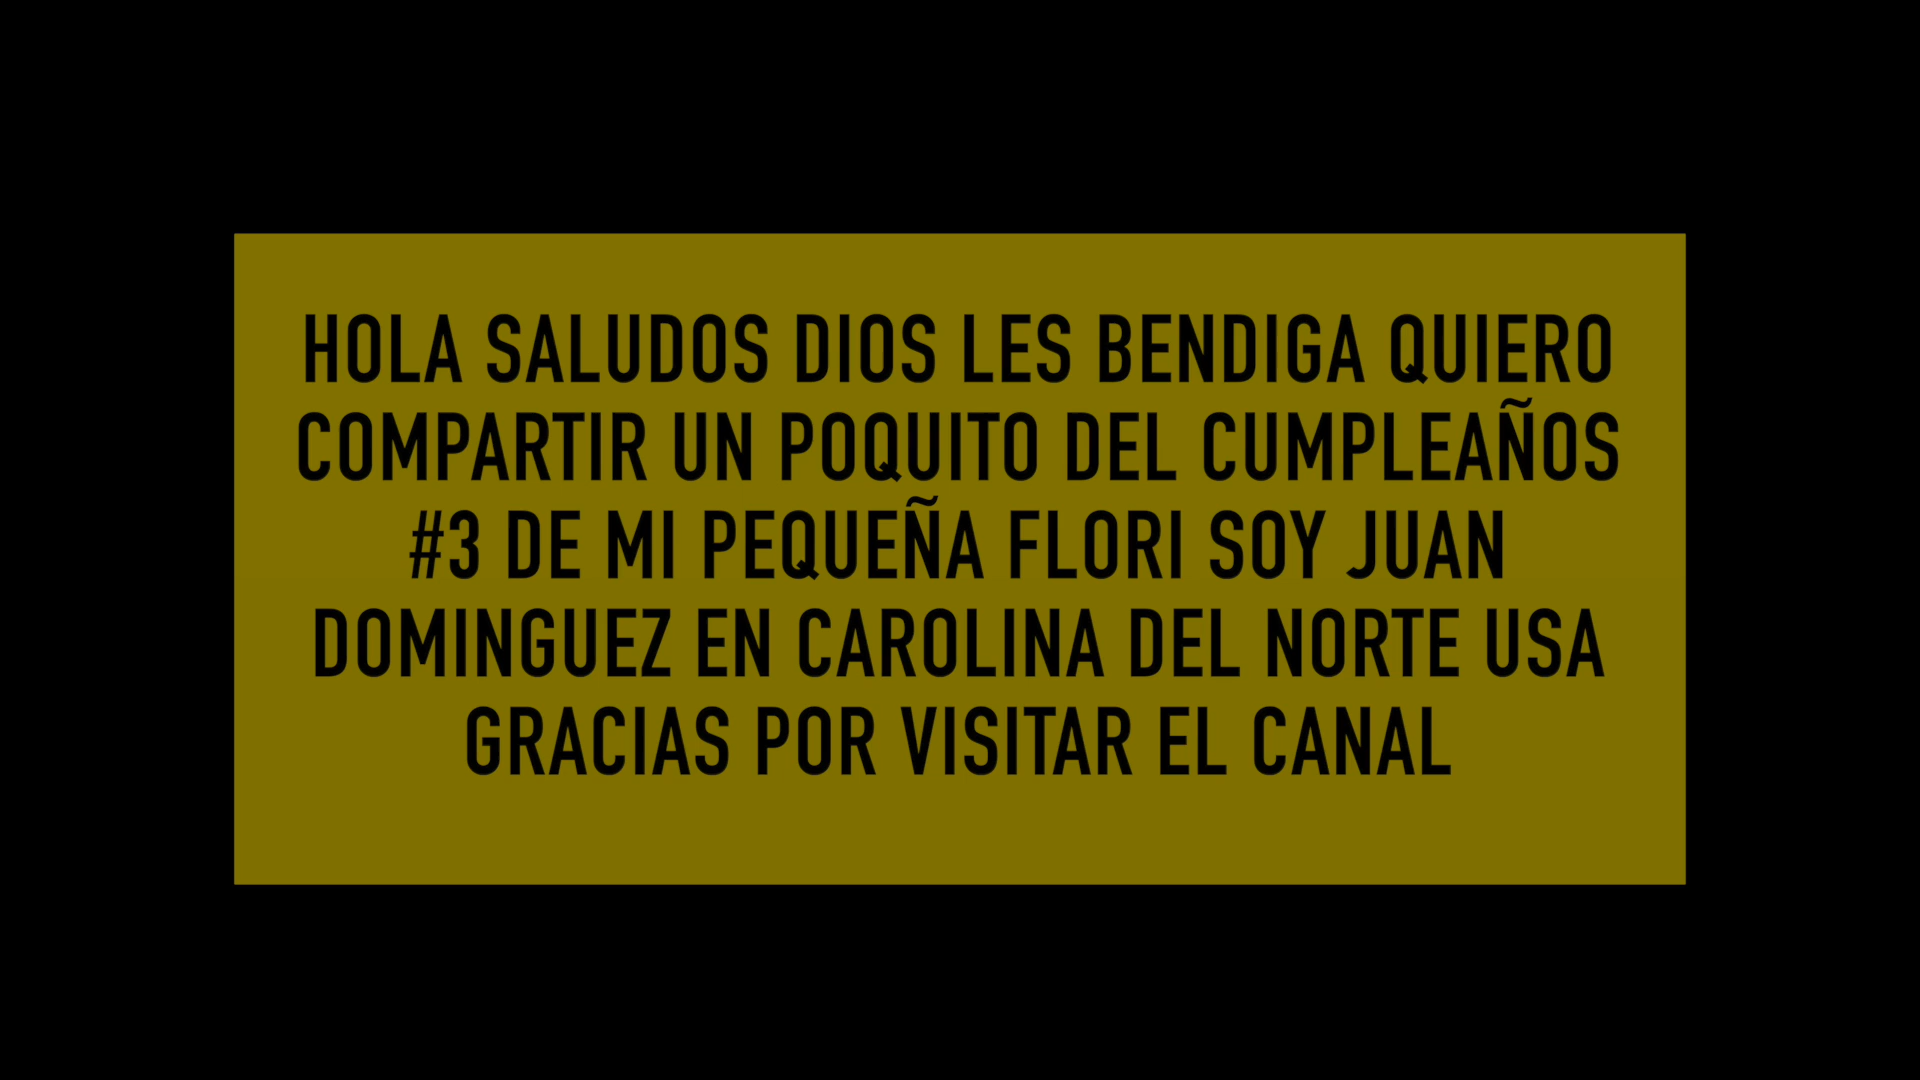 HOLA SALUDOS DIOS LES BENDIGA QUIERO
COMPARTIR UN POQUITO DEL CUMPLEAÑOS
#3 DE MI PEQUEÑA FLORI SOY JUAN
DOMINGUEZ EN CAROLINA DEL NORTE USA
GRACIAS POR VISITAR EL CANAL